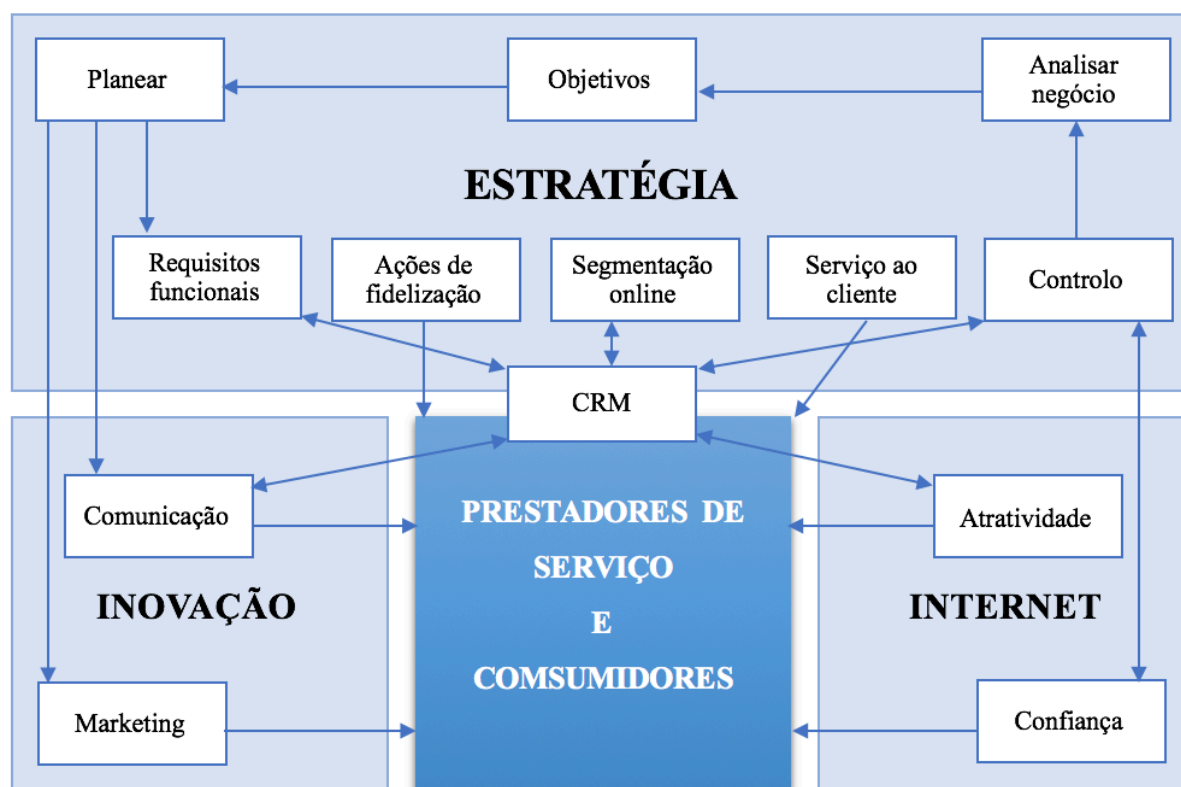 Planear
Objetivos
Analisar
negócio
ESTRATÉGIA
Requisitos
funcionais
Ações de
fidelização
Segmentação
online
Serviço ao
cliente
Controlo
CRM
Comunicação
INOVAÇÃO
Marketing
PRESTADORES DE
SERVIÇO
E
COMSUMIDORES
Atratividade
INTERNET
Confiança